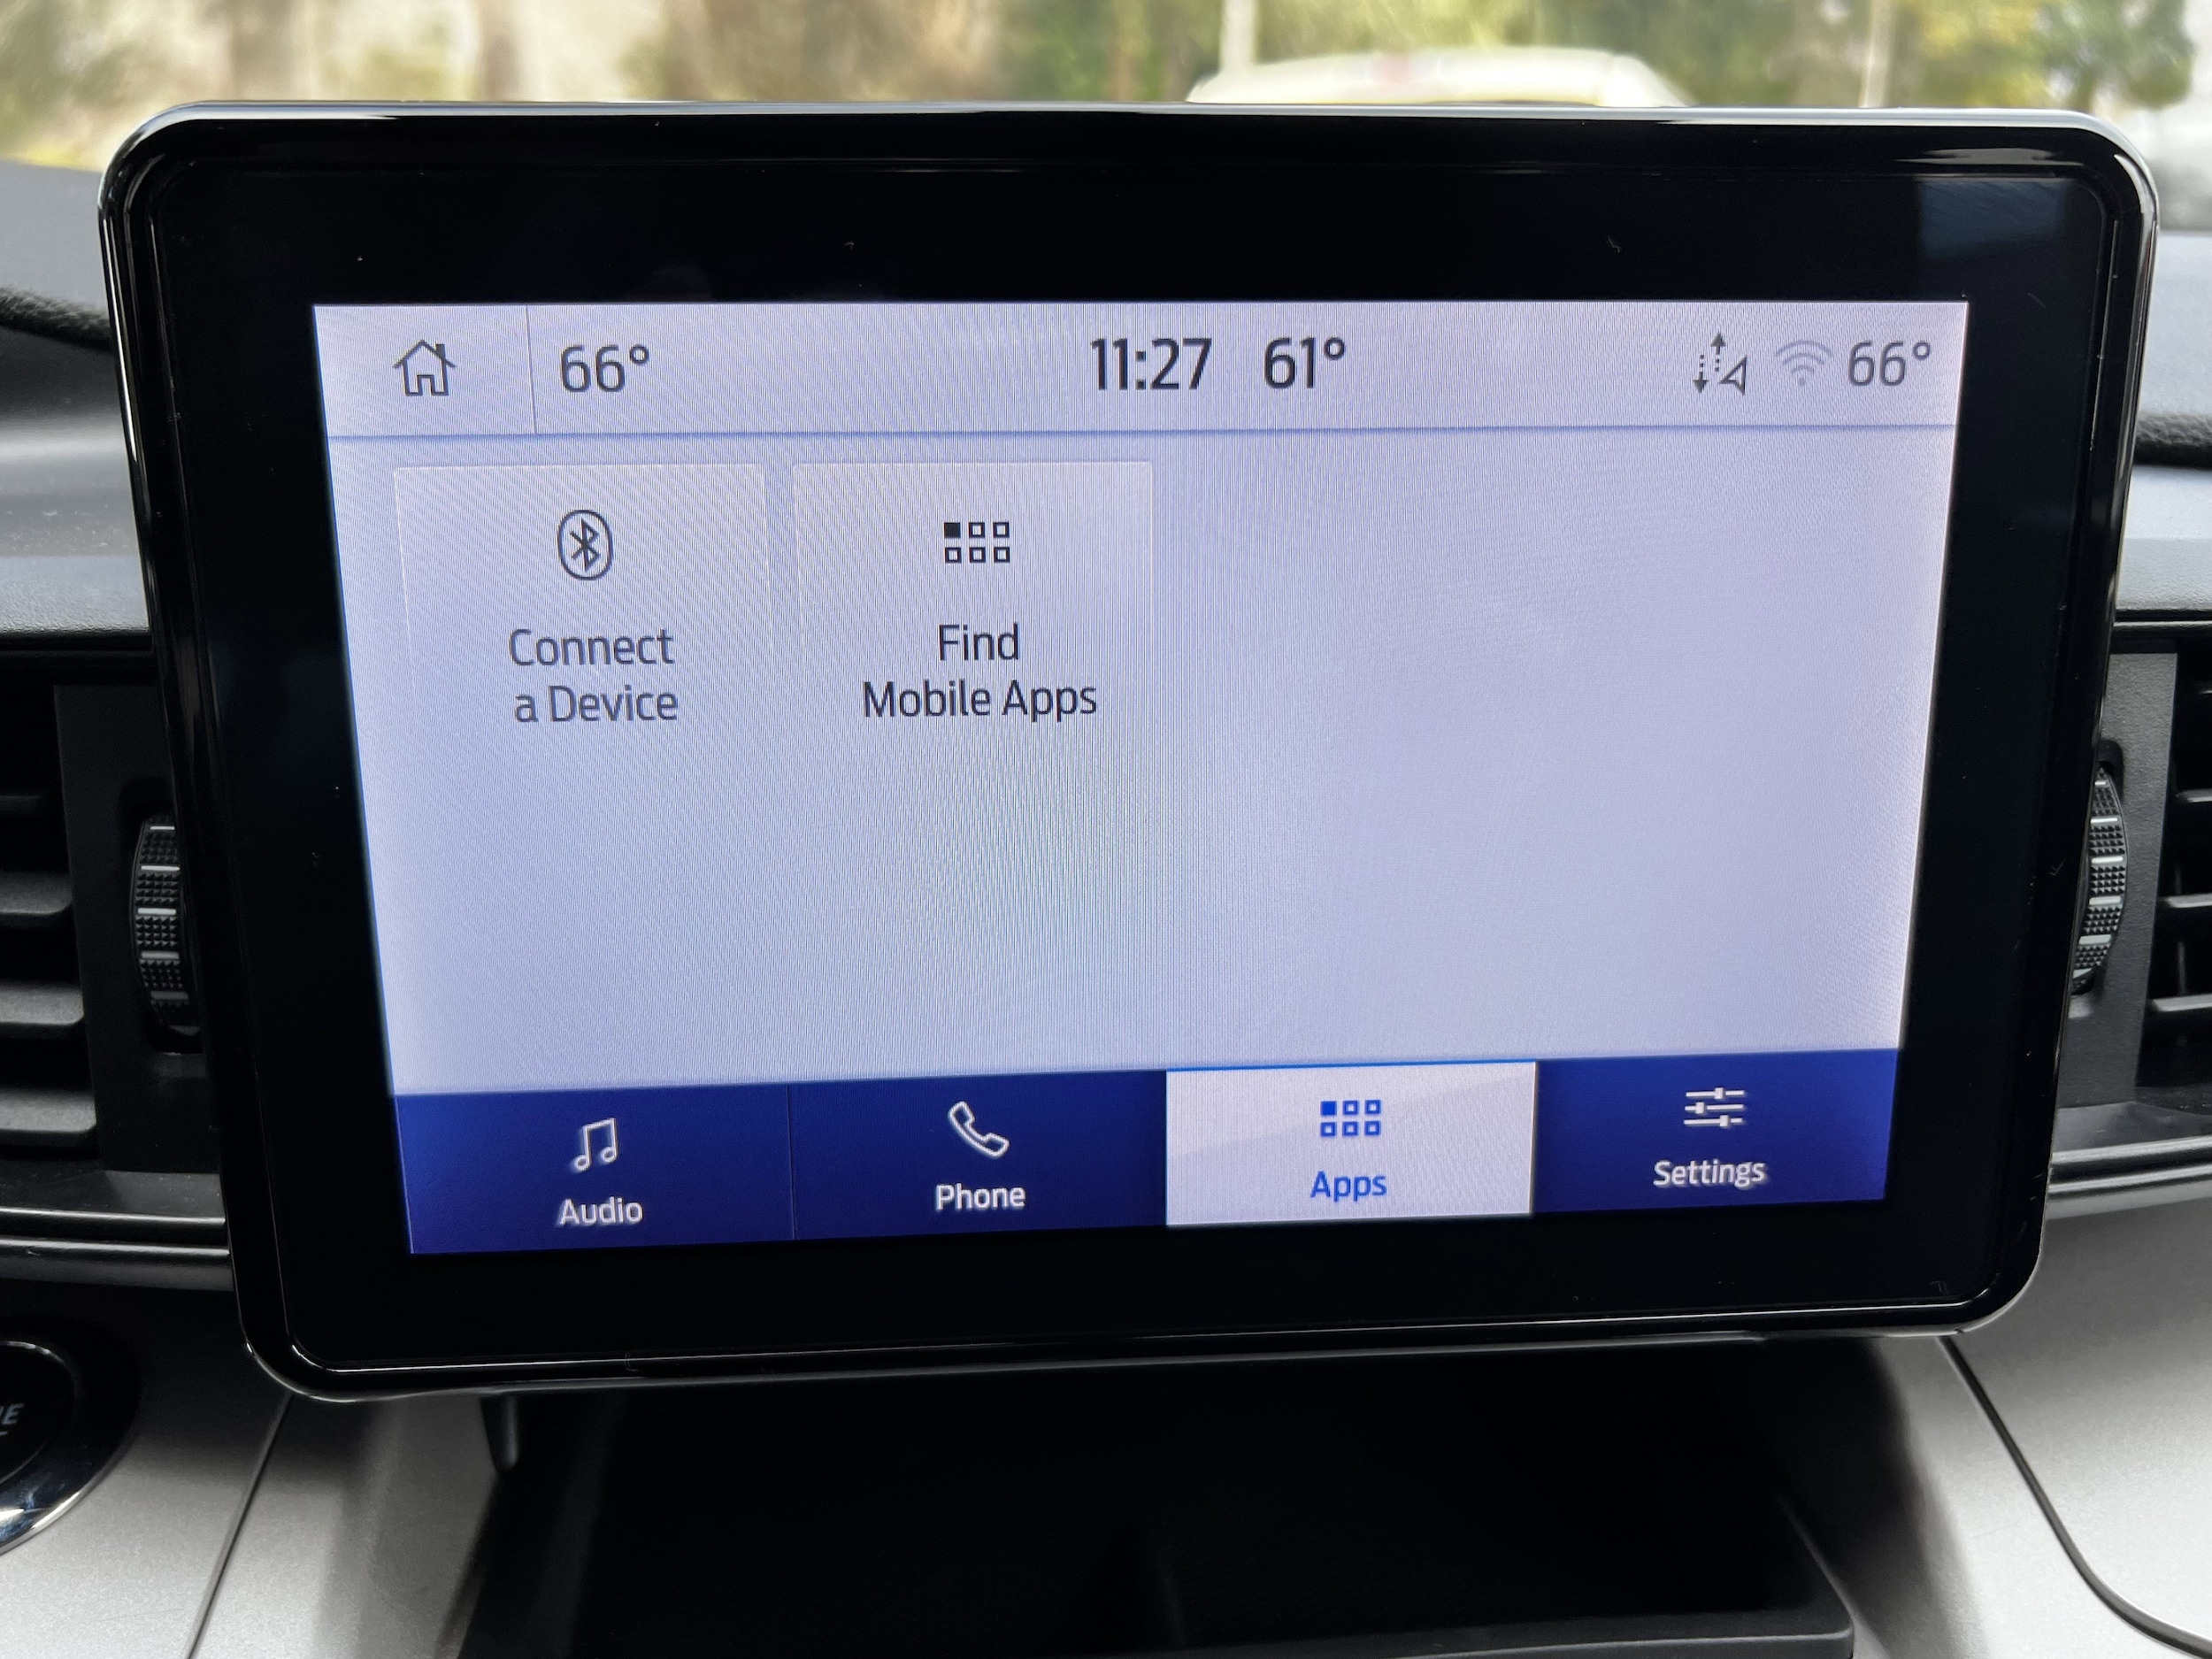 66° 11:27 61° 66°
Connect
a Device
Find
Mobile Apps
Audio
Phone
Apps
Settings